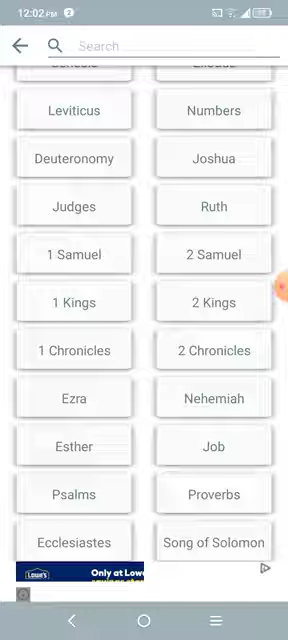 12:02 PM
Search
Leviticus
Numbers
Deuteronomy
Joshua
Judges
Ruth
1 Samuel
2 Samuel
1 Kings
2 Kings
1 Chronicles
2 Chronicles
Ezra
Nehemiah
Esther
Job
Psalms
Proverbs
Ecclesiastes
Song of Solomon
Lowe's
Only at Lowe